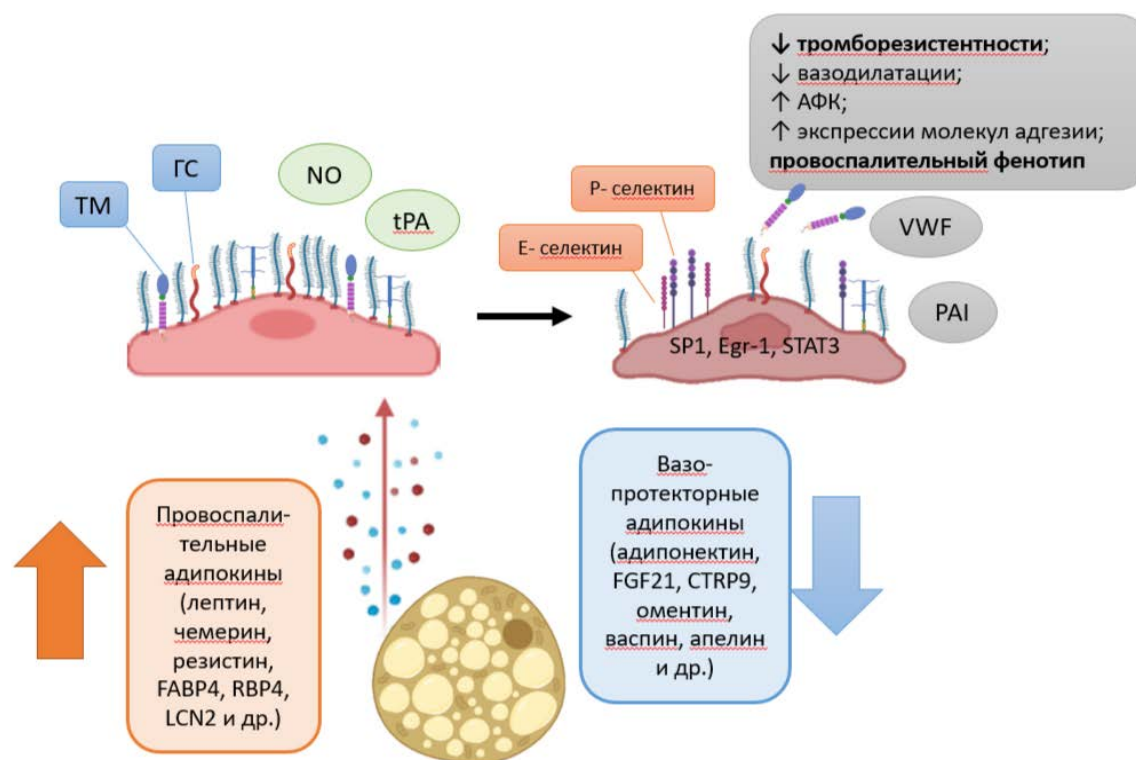 ↓ тромборезистентности;
↓ вазодилатации;
↑ АФК;
↑ экспрессии молекул адгезии;
провоспалительный фенотип
ГС
ТМ
NO
tPA
P- селектин
E- селектин
VWF
PAI
SP1, Egr-1, STAT3
Провоспали-
тельные
адипокины
(лептин,
чемерин,
резистин,
FABP4, RBP4,
LCN2 и др.)
Вазо-
протекторные
адипокины
(адипонектин,
FGF21, CTRP9,
оментин,
васпин, апелин
и др.)